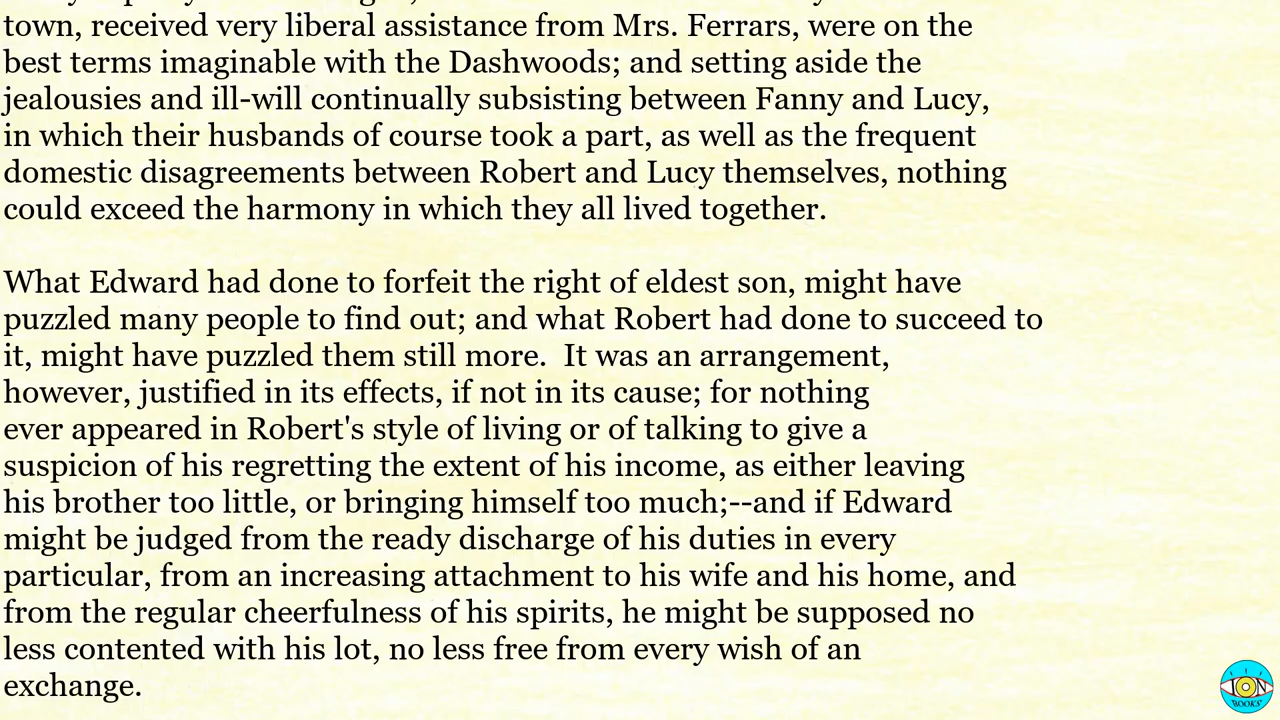 town, received very liberal assistance from Mrs. Ferrars, were on the
best terms imaginable with the Dashwoods; and setting aside the
jealousies and ill-will continually subsisting between Fanny and Lucy,
in which their husbands of course took a part, as well as the frequent
domestic disagreements between Robert and Lucy themselves, nothing
could exceed the harmony in which they all lived together.
What Edward had done to forfeit the right of eldest son, might have
puzzled many people to find out; and what Robert had done to succeed to
it, might have puzzled them still more.  It was an arrangement,
however, justified in its effects, if not in its cause; for nothing
ever appeared in Robert's style of living or of talking to give a
suspicion of his regretting the extent of his income, as either leaving
his brother too little, or bringing himself too much;--and if Edward
might be judged from the ready discharge of his duties in every
particular, from an increasing attachment to his wife and his home, and
from the regular cheerfulness of his spirits, he might be supposed no
less contented with his lot, no less free from every wish of an
exchange.
ION
BOOKS